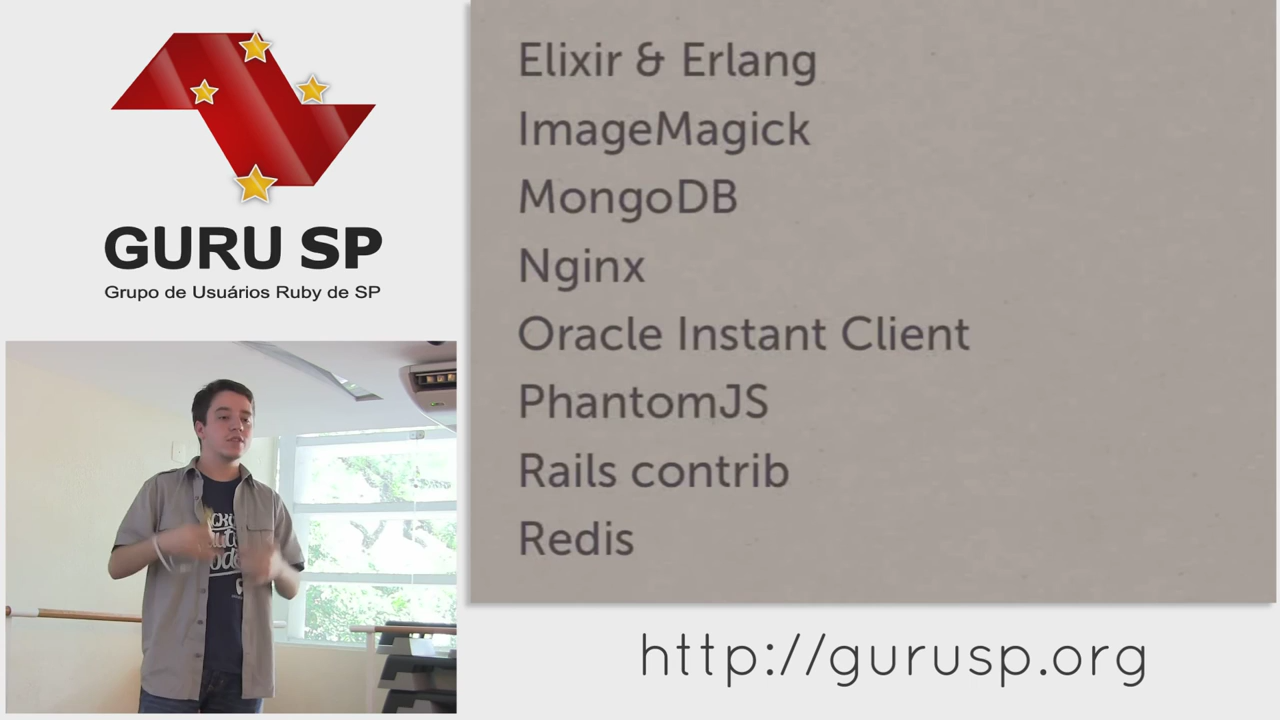 GURU SP
Grupo de Usuários Ruby de SP
Elixir & Erlang
ImageMagick
MongoDB
Nginx
Oracle Instant Client
PhantomJS
Rails contrib
Redis
http://gurusp.org